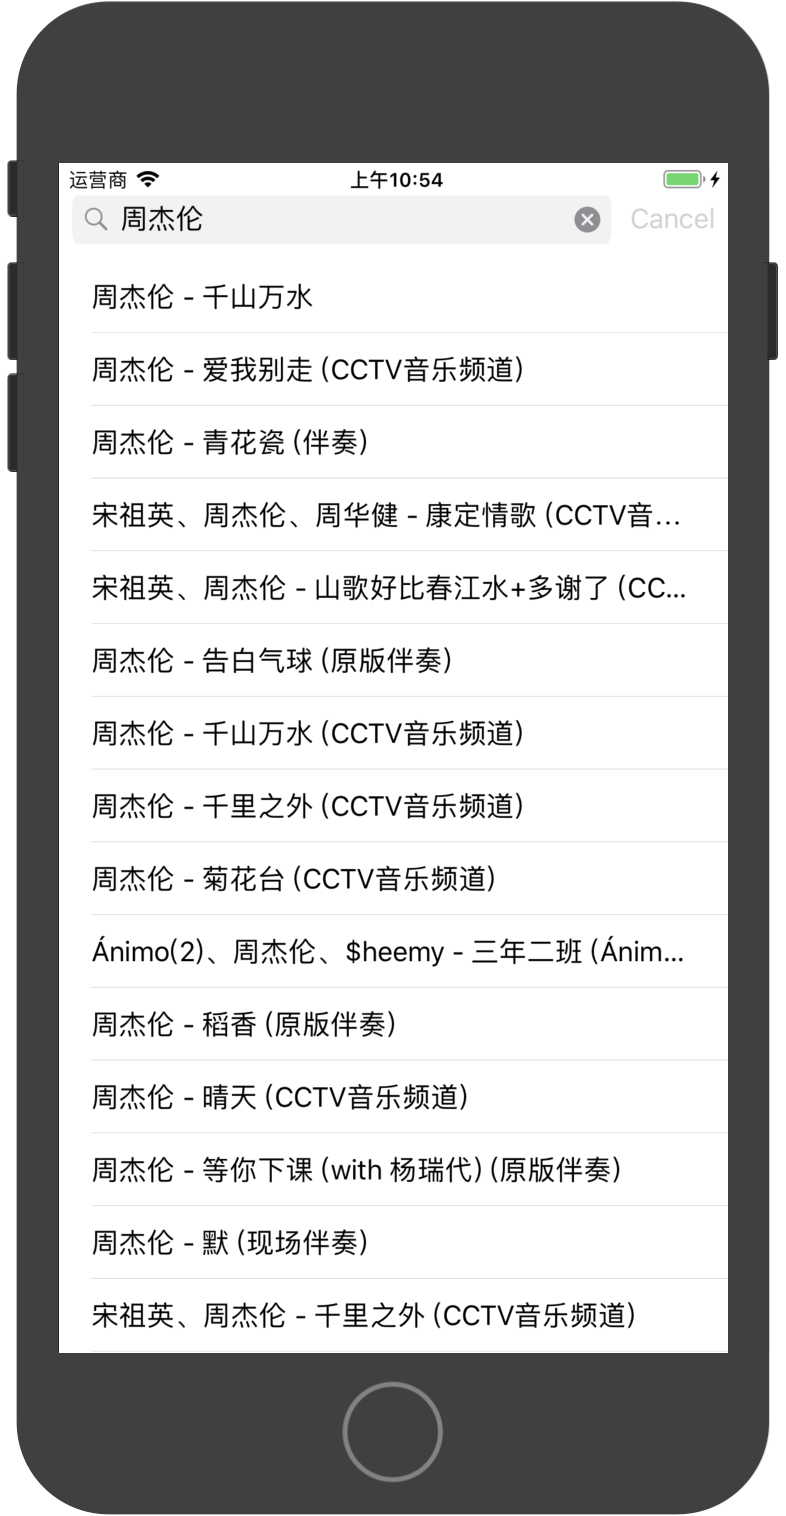 运营商 上午10:54
周杰伦 Cancel
周杰伦 - 千山万水
周杰伦 - 爱我别走 (CCTV音乐频道)
周杰伦 - 青花瓷 (伴奏)
宋祖英、周杰伦、周华健 - 康定情歌 (CCTV音...
宋祖英、周杰伦 - 山歌好比春江水+多谢了 (CC...
周杰伦 - 告白气球 (原版伴奏)
周杰伦 - 千山万水 (CCTV音乐频道)
周杰伦 - 千里之外 (CCTV音乐频道)
周杰伦 - 菊花台 (CCTV音乐频道)
Ánimo(2)、周杰伦、$heemy - 三年二班 (Ánim...
周杰伦 - 稻香 (原版伴奏)
周杰伦 - 晴天 (CCTV音乐频道)
周杰伦 - 等你下课 (with 杨瑞代) (原版伴奏)
周杰伦 - 默 (现场伴奏)
宋祖英、周杰伦 - 千里之外 (CCTV音乐频道)